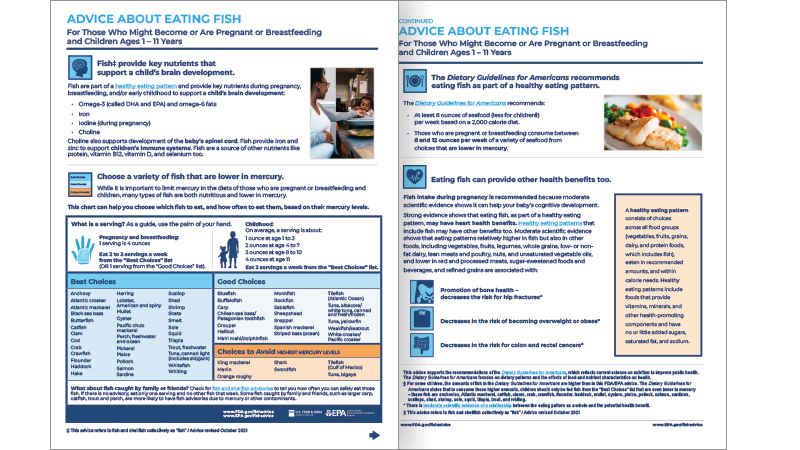 ADVICE ABOUT EATING FISH
For Those Who Might Become or Are Pregnant or Breastfeeding
and Children Ages 1 – 11 Years
Fish‡ provide key nutrients that
support a child's brain development.
Fish are part of a healthy eating pattern and provide key nutrients during pregnancy,
breastfeeding, and/or early childhood to support a child's brain development:
• Omega-3 (called DHA and EPA) and omega-6 fats
• Iron
• Iodine (during pregnancy)
• Choline
Choline also supports development of the baby's spinal cord. Fish provide iron and
zinc to support children's immune systems. Fish are a source of other nutrients like
protein, vitamin B12, vitamin D, and selenium too.
Choose a variety of fish that are lower in mercury.
While it is important to limit mercury in the diets of those who are pregnant or breastfeeding and
children, many types of fish are both nutritious and lower in mercury.
This chart can help you choose which fish to eat, and how often to eat them, based on their mercury levels.
What is a serving? As a guide, use the palm of your hand.
Pregnancy and breastfeeding:
1 serving is 4 ounces
Eat 2 to 3 servings a week
from the "Best Choices" list
(OR 1 serving from the "Good Choices" list).
Childhood:
On average, a serving is about:
1 ounce at age 1 to 3
2 ounces at age 4 to 7
3 ounces at age 8 to 10
4 ounces at age 11
Eat 2 servings a week from the "Best Choices" list.
Best Choices
Anchovy
Atlantic croaker
Atlantic mackerel
Black sea bass
Butterfish
Catfish
Clam
Cod
Crab
Crawfish
Flounder
Haddock
Hake
Herring
Lobster,
American and spiny
Mullet
Oyster
Pacific chub
mackerel
Perch, freshwater
and ocean
Pickerel
Plaice
Pollock
Salmon
Sardine
Scallop
Shad
Shrimp
Skate
Smelt
Sole
Squid
Tilapia
Trout, freshwater
Tuna, canned light
(includes skipjack)
Whitefish
Whiting
Good Choices
Bluefish
Buffalofish
Carp
Chilean sea bass/
Patagonian toothfish
Grouper
Halibut
Mahi mahi/dolphinfish
Monkfish
Rockfish
Sablefish
Sheepshead
Snapper
Spanish mackerel
Striped bass (ocean)
Tilefish
(Atlantic Ocean)
Tuna, albacore/
white tuna, canned
and fresh/frozen
Tuna, yellowfin
Weakfish/seatrout
White croaker/
Pacific croaker
Choices to Avoid HIGHEST MERCURY LEVELS
King mackerel
Marlin
Orange roughy
Shark
Swordfish
Tilefish
(Gulf of Mexico)
Tuna, bigeye
What about fish caught by family or friends? Check for fish and shellfish advisories to tell you how often you can safely eat those
fish. If there is no advisory, eat only one serving and no other fish that week. Some fish caught by family and friends, such as larger carp,
catfish, trout and perch, are more likely to have fish advisories due to mercury or other contaminants.
www.FDA.gov/fishadvice
www.EPA.gov/fishadvice
U.S. FOOD & DRUG
EPA
‡ This advice refers to fish and shellfish collectively as "fish" / Advice revised October 2021
CONTINUED
ADVICE ABOUT EATING FISH
For Those Who Might Become or Are Pregnant or Breastfeeding
and Children Ages 1 – 11 Years
The Dietary Guidelines for Americans recommends
eating fish as part of a healthy eating pattern.
The Dietary Guidelines for Americans recommends:
• At least 8 ounces of seafood (less for children§)
per week based on a 2,000 calorie diet.
• Those who are pregnant or breastfeeding consume between
8 and 12 ounces per week of a variety of seafood from
choices that are lower in mercury.
Eating fish can provide other health benefits too.
Fish intake during pregnancy is recommended because moderate
scientific evidence shows it can help your baby's cognitive development.
Strong evidence shows that eating fish, as part of a healthy eating
pattern, may have heart health benefits. Healthy eating patterns that
include fish may have other benefits too. Moderate scientific evidence
shows that eating patterns relatively higher in fish but also in other
foods, including vegetables, fruits, legumes, whole grains, low- or non-
fat dairy, lean meats and poultry, nuts, and unsaturated vegetable oils,
and lower in red and processed meats, sugar-sweetened foods and
beverages, and refined grains are associated with:
Promotion of bone health –
decreases the risk for hip fractures*
Decreases in the risk of becoming overweight or obese*
Decreases in the risk for colon and rectal cancers*
A healthy eating pattern
consists of choices
across all food groups
(vegetables, fruits, grains,
dairy, and protein foods,
which includes fish),
eaten in recommended
amounts, and within
calorie needs. Healthy
eating patterns include
foods that provide
vitamins, minerals, and
other health-promoting
components and have
no or little added sugars,
saturated fat, and sodium.
This advice supports the recommendations of the Dietary Guidelines for Americans, which reflects current science on nutrition to improve public health.
The Dietary Guidelines for Americans focuses on dietary patterns and the effects of food and nutrient characteristics on health.
§ For some children, the amounts of fish in the Dietary Guidelines for Americans are higher than in this FDA/EPA advice. The Dietary Guidelines for
Americans states that to consume those higher amounts, children should only be fed fish from the "Best Choices" list that are even lower in mercury
– these fish are anchovies, Atlantic mackerel, catfish, clams, crab, crawfish, flounder, haddock, mullet, oysters, plaice, pollock, salmon, sardines,
scallops, shad, shrimp, sole, squid, tilapia, trout, and whiting.
* There is moderate scientific evidence of a relationship between the eating pattern as a whole and the potential health benefit.
‡ This advice refers to fish and shellfish collectively as "fish" / Advice revised October 2021
www.FDA.gov/fishadvice
www.EPA.gov/fishadvice